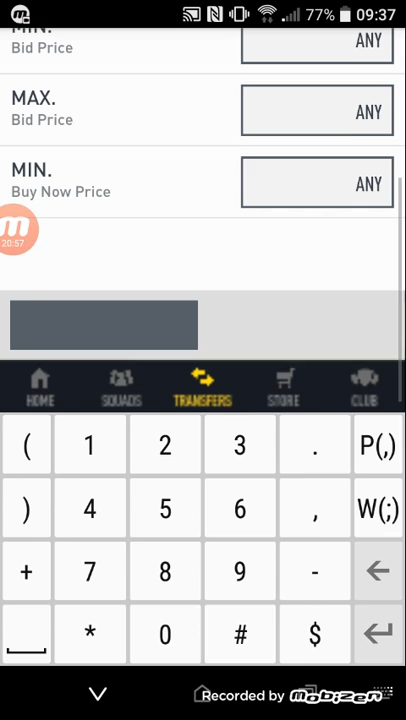 77% 09:37
MIN.
Bid Price
ANY
MAX.
Bid Price
ANY
MIN.
Buy Now Price
ANY
20:57
HOME SQUADS TRANSFERS STORE CLUB
( 1 2 3 . P(,)
) 4 5 6 , W(;)
+ 7 8 9 -
* 0 # $
Recorded by mobizen